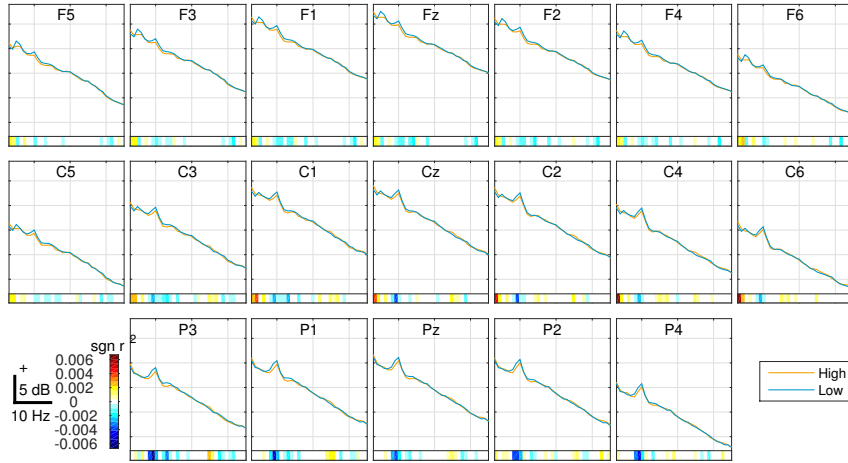 F5 F3 F1 Fz F2 F4 F6
C5 C3 C1 Cz C2 C4 C6
P3 P1 Pz P2 P4
sgn r 2
+
5 dB
10 Hz
0.006
0.004
0.002
0
-0.002
-0.004
-0.006
High
Low